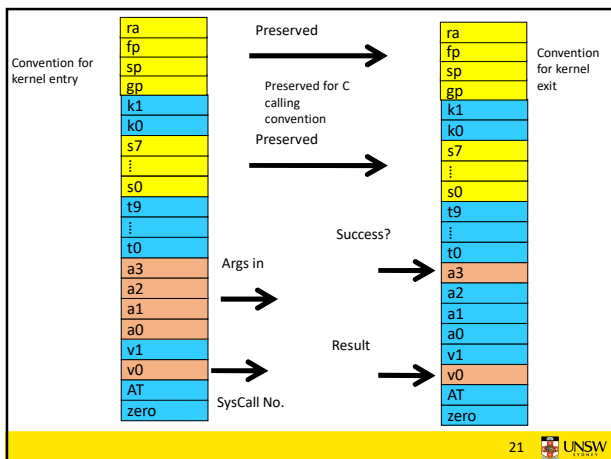 Convention for
kernel entry
ra
fp
sp
gp
k1
k0
s7
⁞
s0
t9
⁞
t0
a3
a2
a1
a0
v1
v0
AT
zero
Preserved
Preserved for C
calling
convention
Preserved
Args in
SysCall No.
Success?
Result
ra
fp
sp
gp
k1
k0
s7
⁞
s0
t9
⁞
t0
a3
a2
a1
a0
v1
v0
AT
zero
Convention
for kernel
exit
21
UNSW
SYDNEY